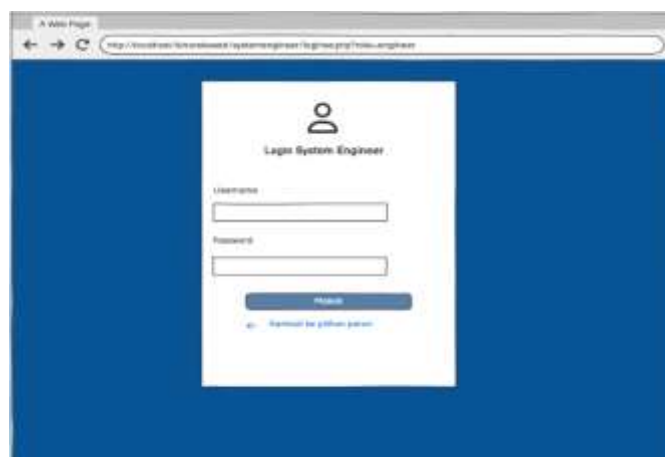 A Web Page
Login System Engineer
Username
Password
Masuk
Kembali ke pilihan peran